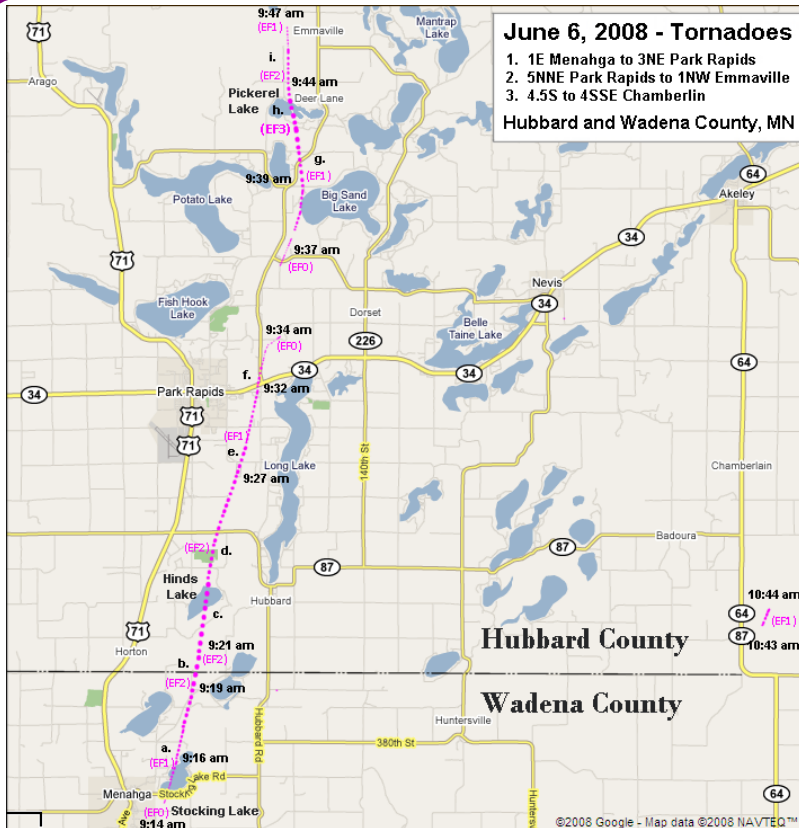 June 6, 2008 - Tornadoes
1. 1E Menahga to 3NE Park Rapids
2. 5NNE Park Rapids to 1NW Emmaville
3. 4.5S to 4SSE Chamberlin
Hubbard and Wadena County, MN
9:47 am
(EF1)
Emmaville
Mantrap
Lake
71
Arago
i.
(EF2)
9:44 am
Pickerel
Lake
Deer Lane
h.
(EF3)
g.
(EF1)
9:39 am
Potato Lake
Big Sand
Lake
64
Akeley
34
71
9:37 am
(EF0)
Nevis
34
Fish Hook
Lake
Dorset
Belle
Taine Lake
9:34 am
(EF0)
226
64
f.
34
34
Park Rapids
34
9:32 am
71
71
(EF1)
e.
Long Lake
140th St
Chamberlain
9:27 am
(EF2)
d.
Badoura
87
87
Hinds
Lake
Hubbard
c.
10:44 am
64
(EF1)
71
87
10:43 am
Horton
9:21 am
(EF2)
b.
(EF2)
9:19 am
Hubbard County
Wadena County
Hubbard Rd
Huntersville
380th St
a.
(EF1)
9:16 am
Lake Rd
Stocking
Menahga
(EF0)
Stocking Lake
9:14 am
Ave
Huntersv
64
©2008 Google - Map data ©2008 NAVTEQ™